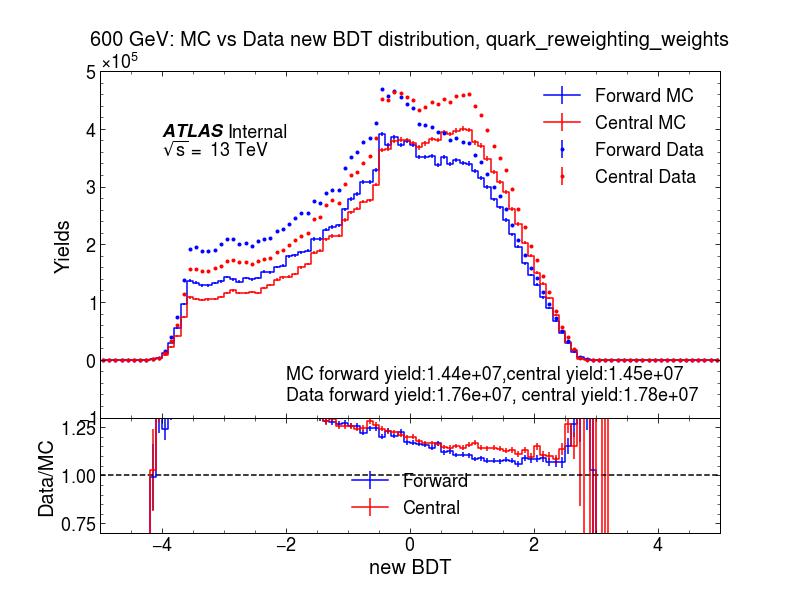 600 GeV: MC vs Data new BDT distribution, quark_reweighting_weights
×10⁵
5
4
3
2
1
0
1
Yields
ATLAS Internal
√s = 13 TeV
Forward MC
Central MC
Forward Data
Central Data
MC forward yield:1.44e+07,central yield:1.45e+07
Data forward yield:1.76e+07, central yield:1.78e+07
1.25
1.00
0.75
Data/MC
Forward
Central
−4 −2 0 2 4
new BDT